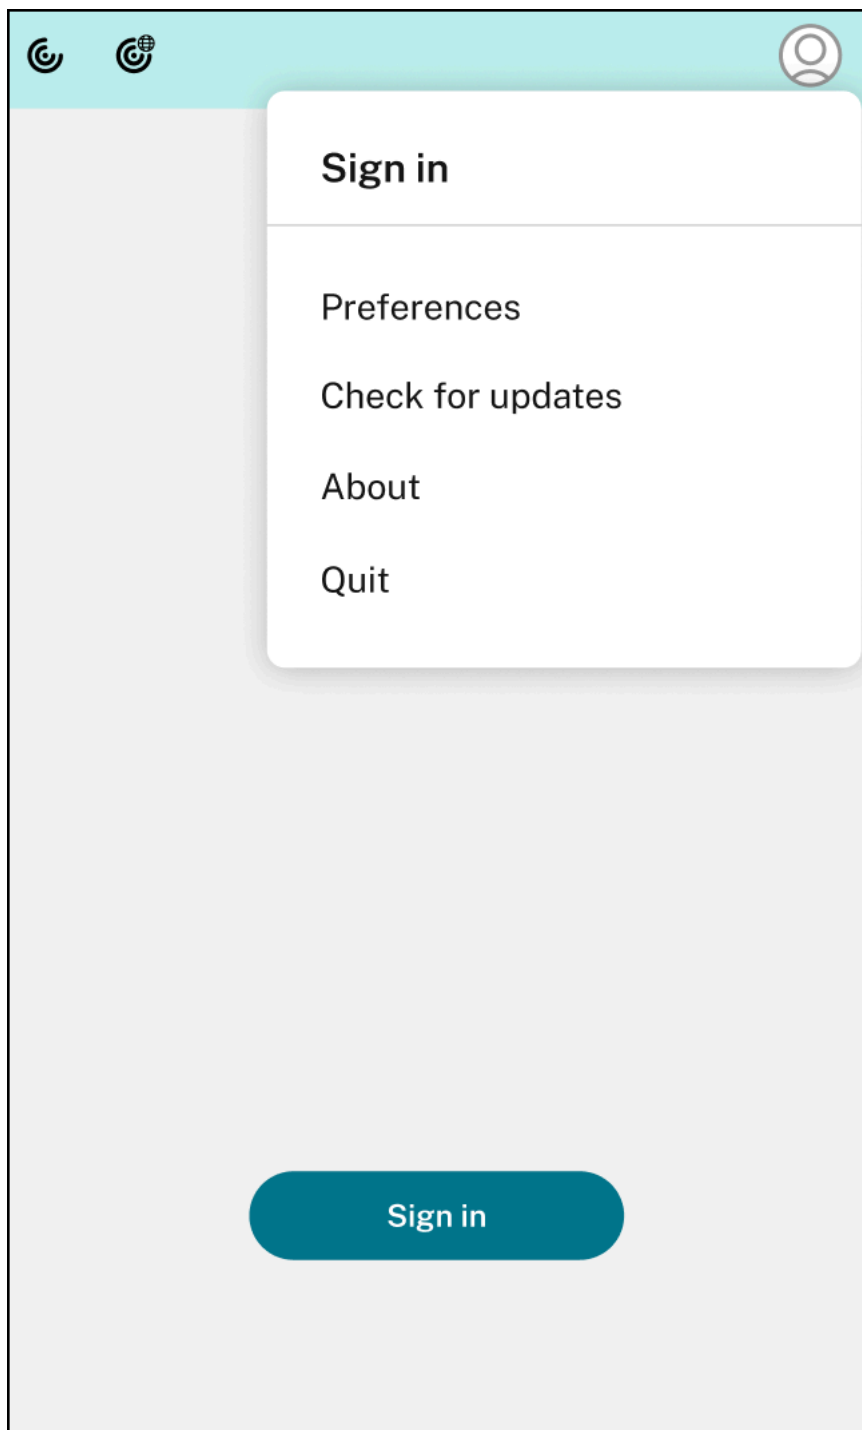 Sign in
Preferences
Check for updates
About
Quit
Sign in